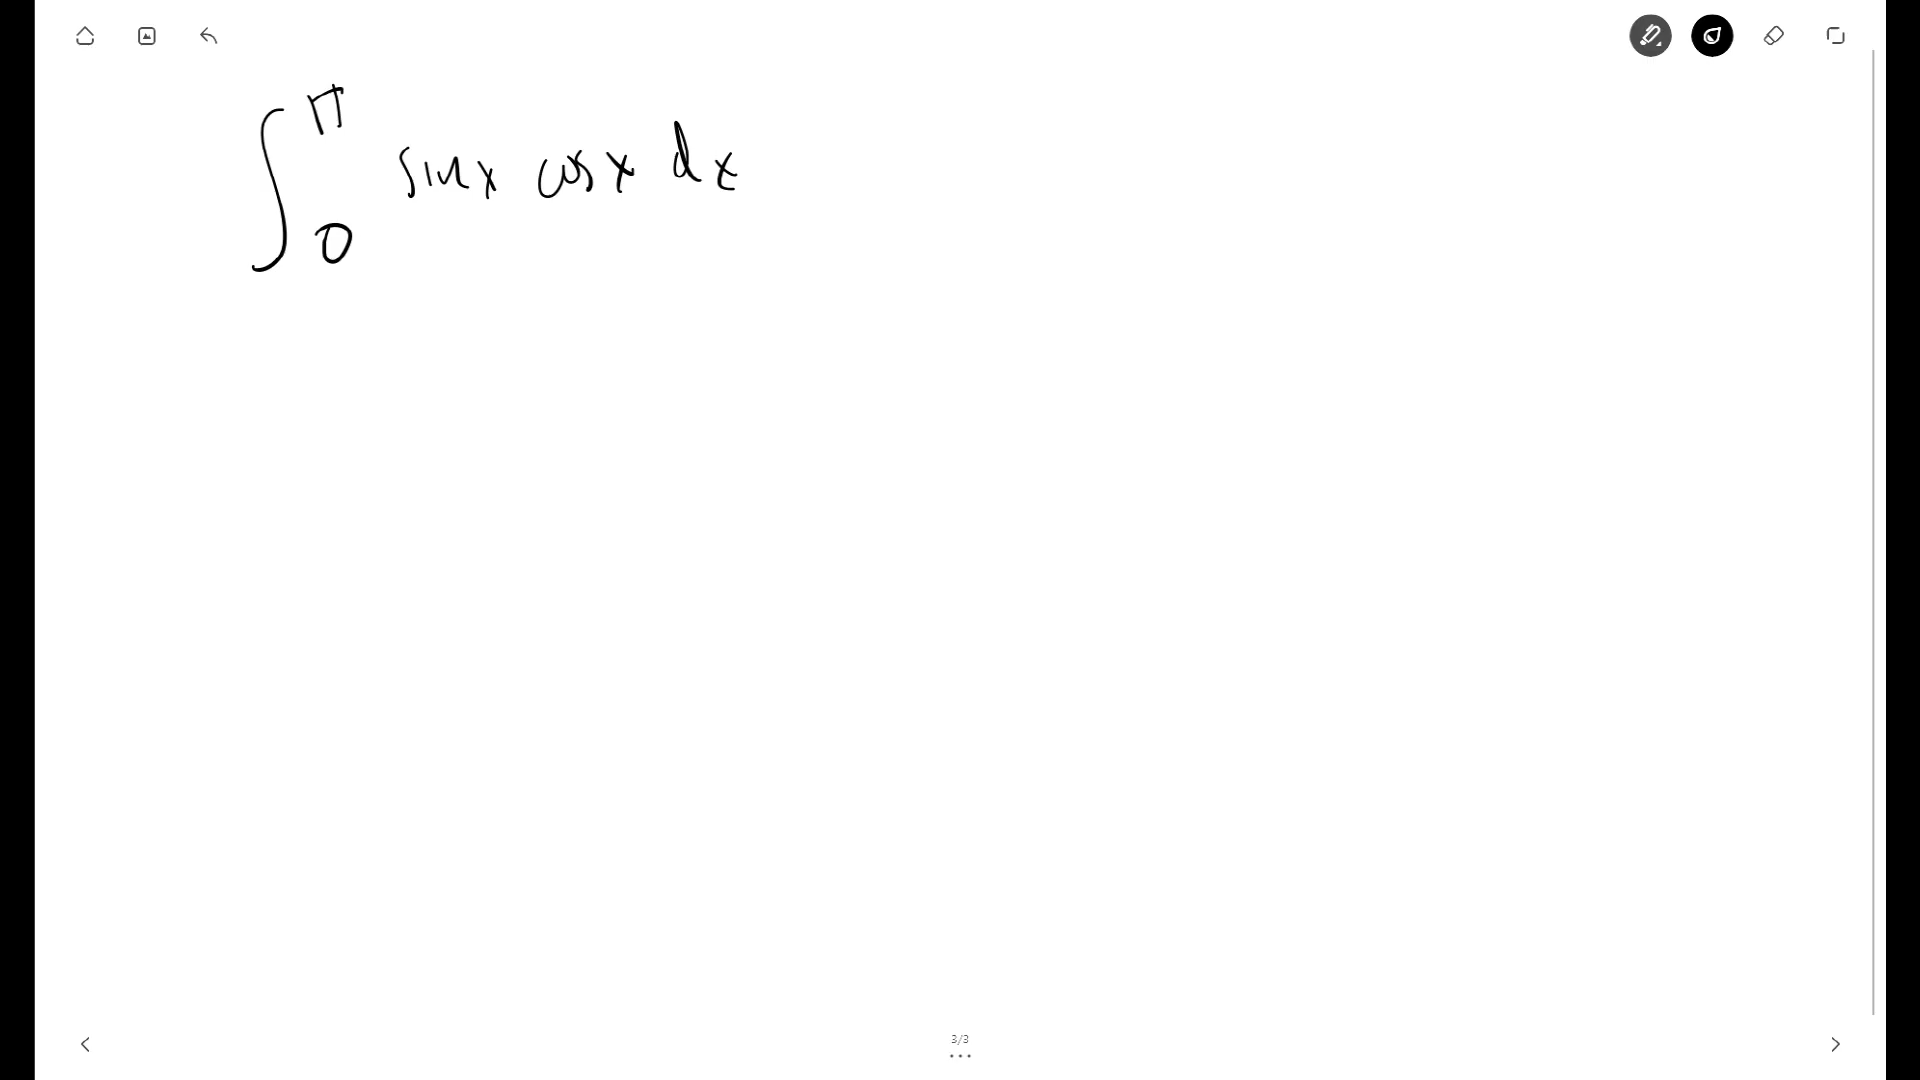 ∫₀^π sinx cosx dx
3/3